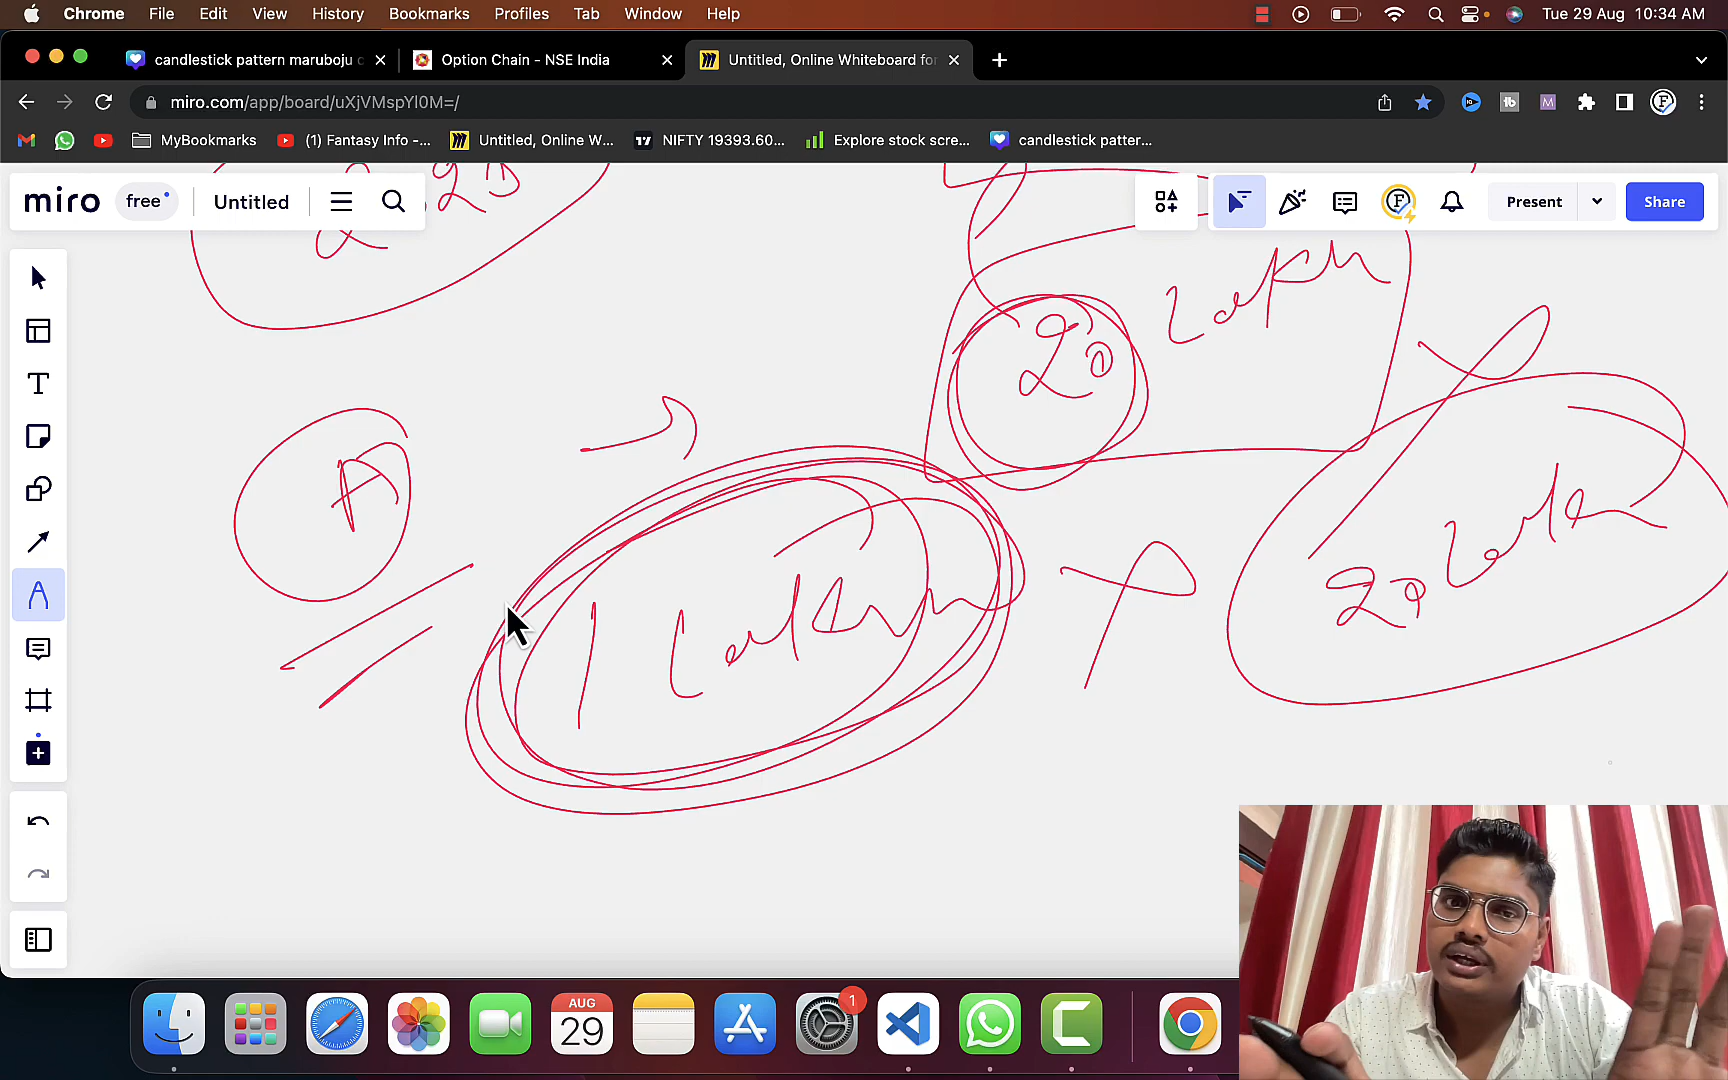 Chrome File Edit View History Bookmarks Profiles Tab Window Help Tue 29 Aug 10:34 AM
candlestick pattern maruboju c Option Chain - NSE India Untitled, Online Whiteboard for
miro.com/app/board/uXjVMspYl0M=/
MyBookmarks (1) Fantasy Info -... Untitled, Online W... NIFTY 19393.60... Explore stock scre... candlestick patter...
miro free Untitled Present Share
20 Lakh
A
1 Lakh
20 Lakh
AUG
29
1